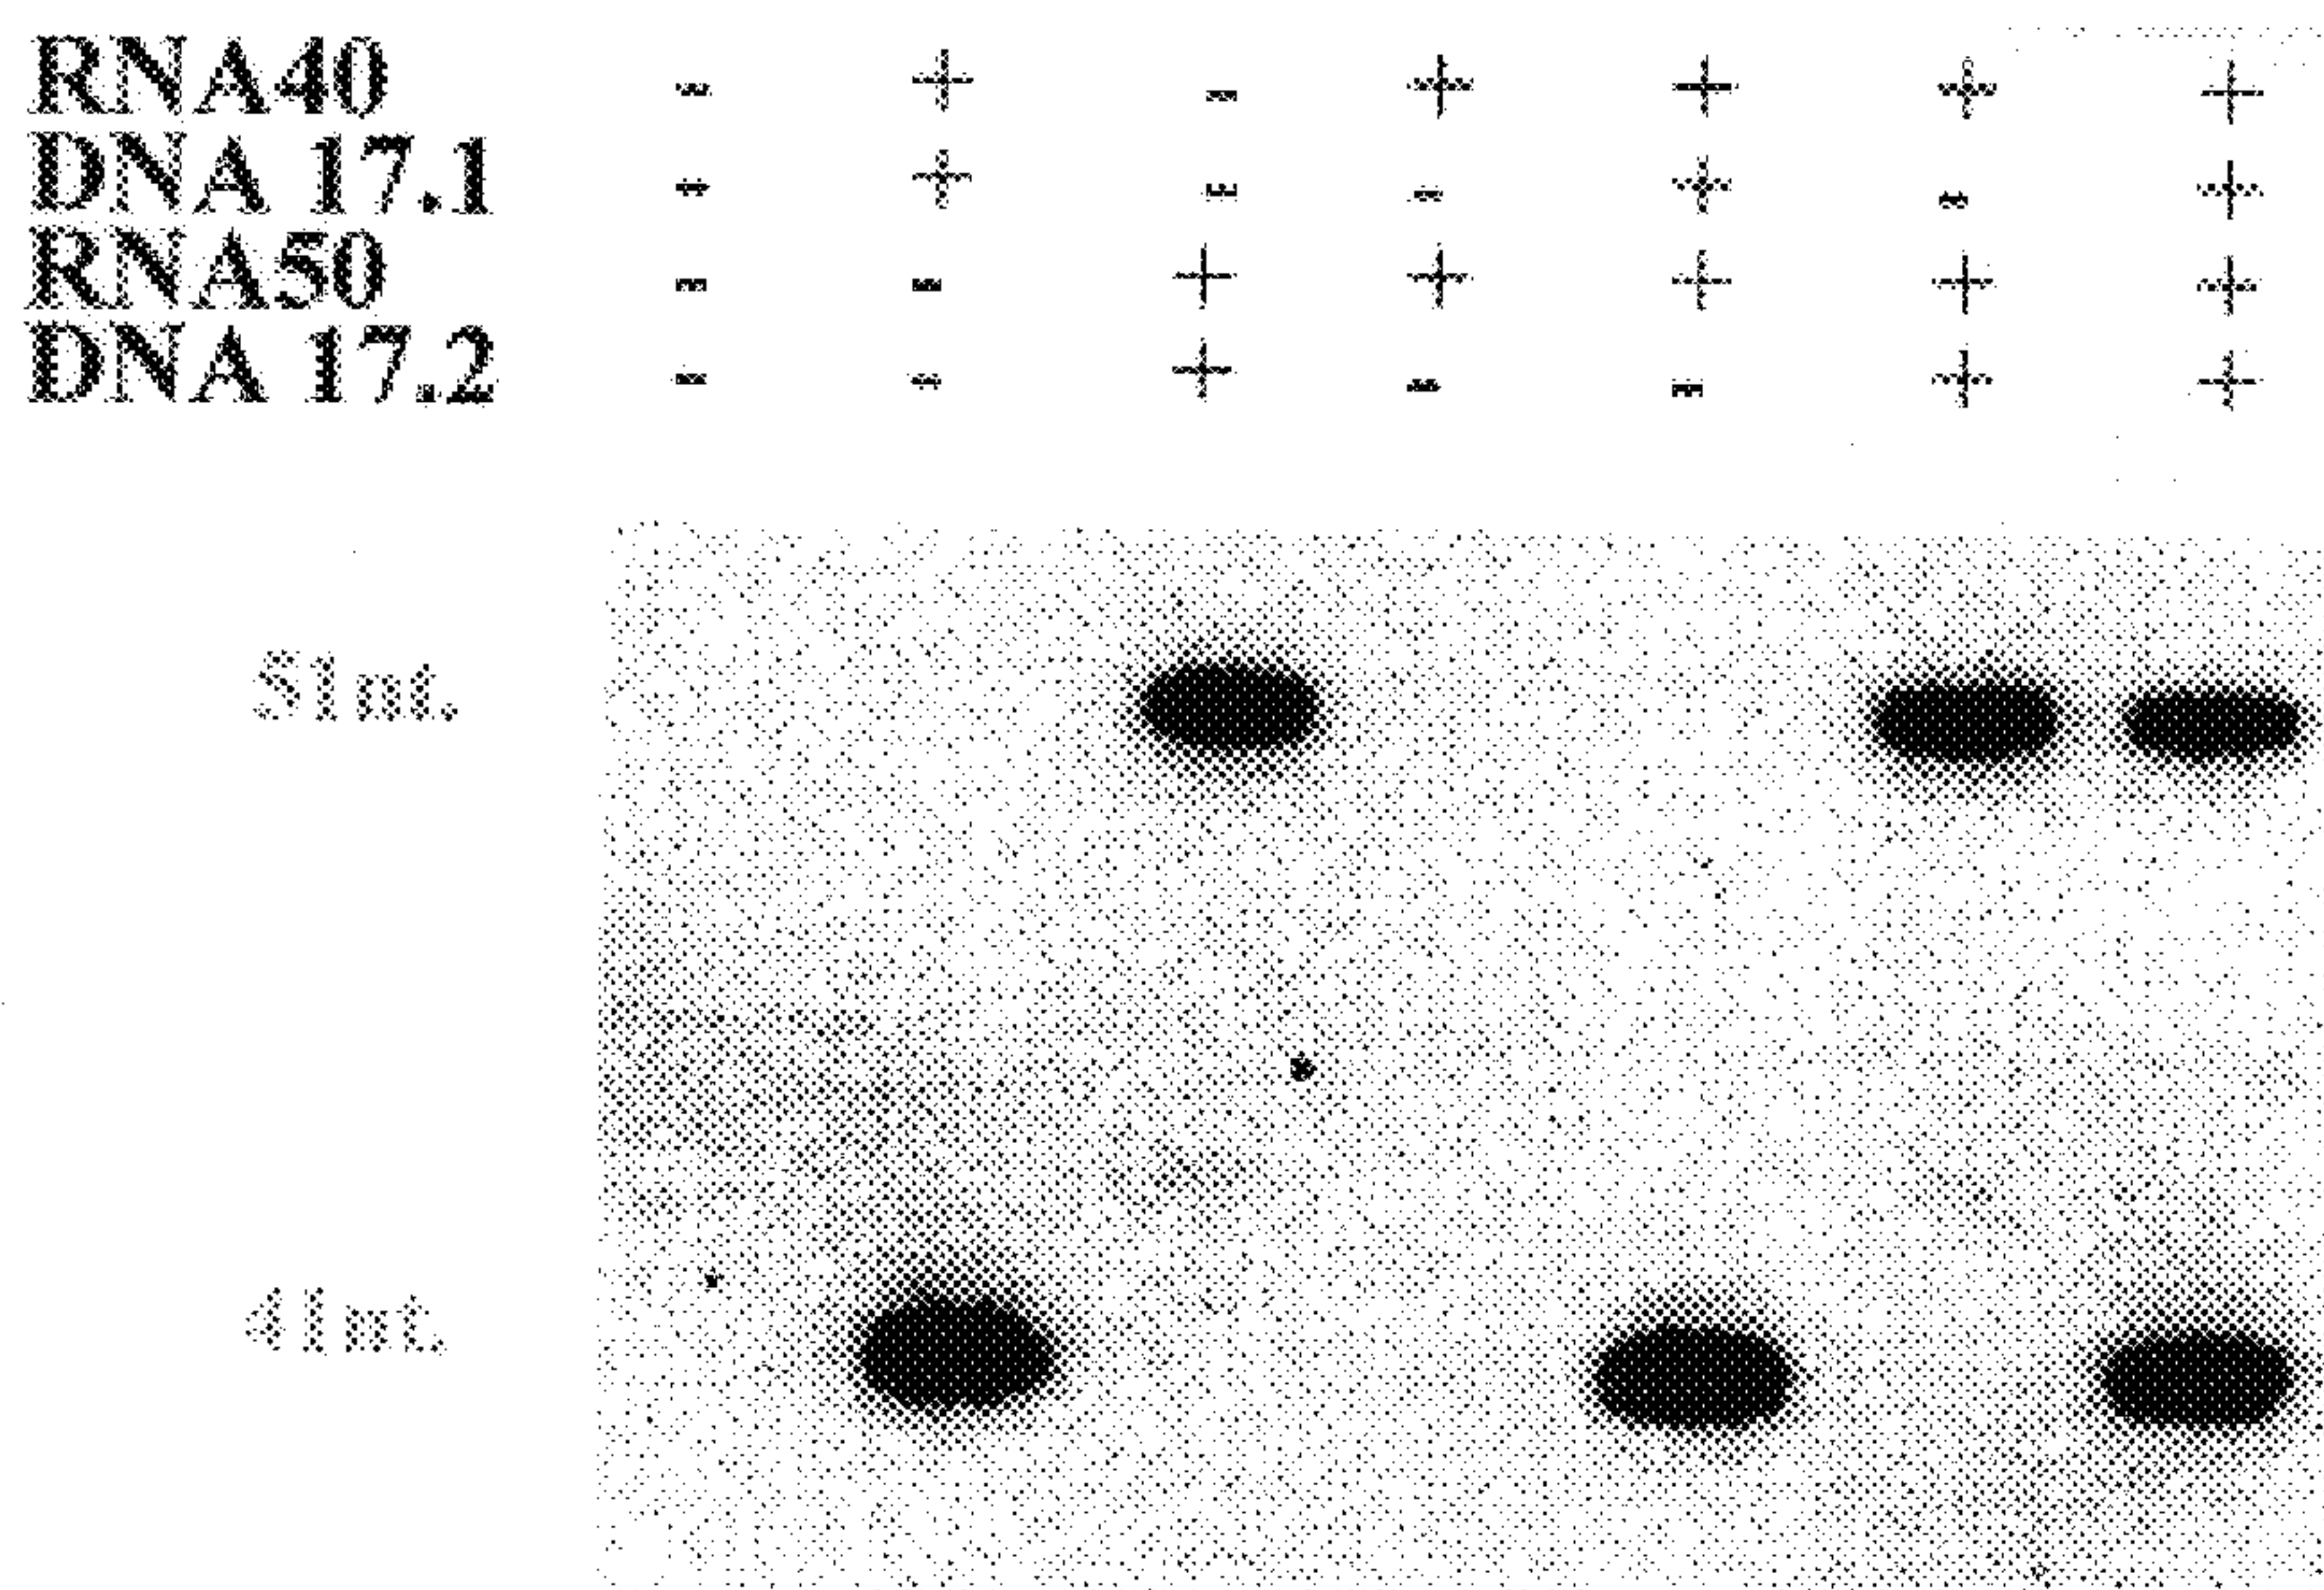 RNA40 - + - + + + +
DNA 17.1 - + - - + - +
RNA50 - - + + + + +
DNA 17.2 - - + - - + +
51nt.
41nt.